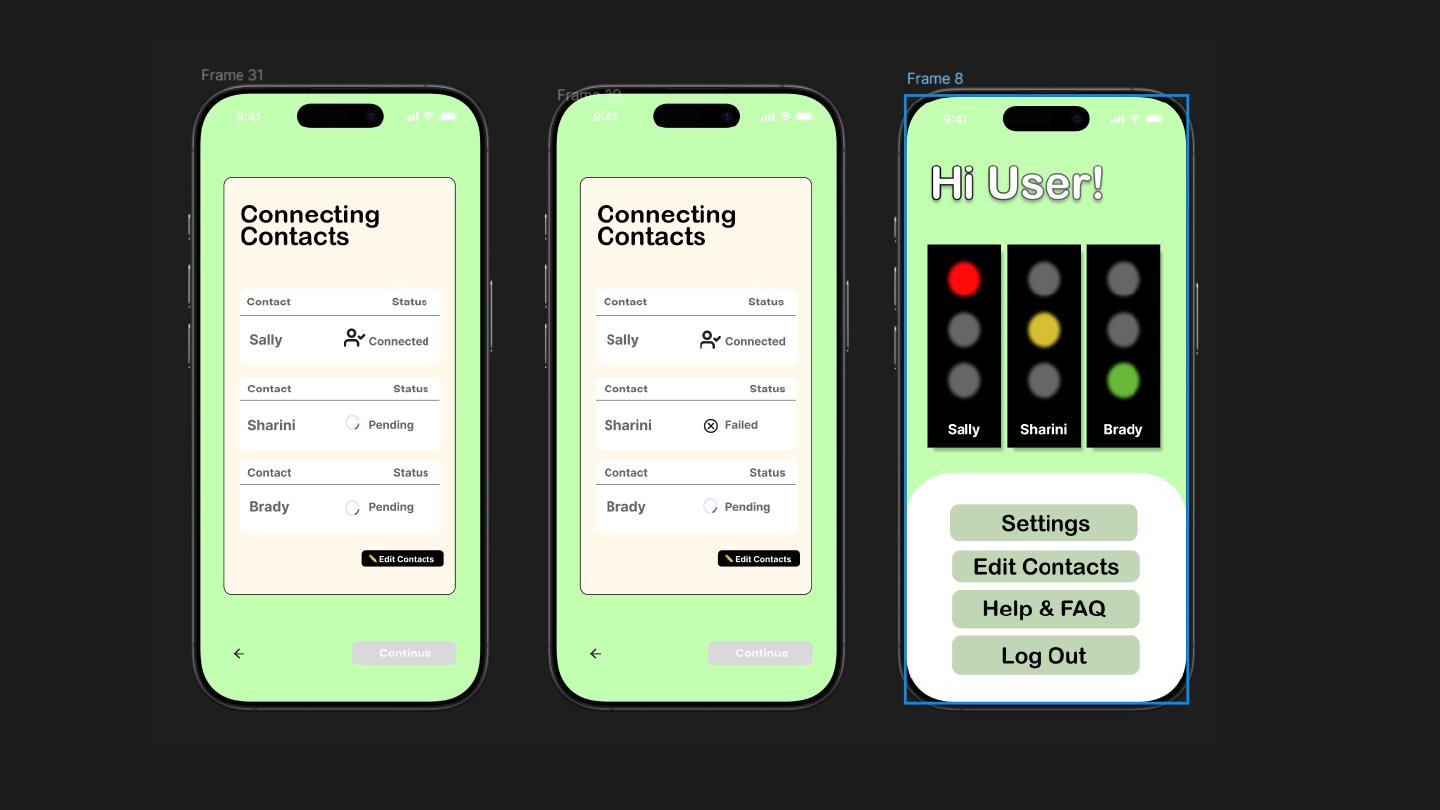 Frame 31
9:41
Connecting
Contacts
Contact Status
Sally Connected
Contact Status
Sharini Pending
Contact Status
Brady Pending
Edit Contacts
Continue
Frame 30
9:41
Connecting
Contacts
Contact Status
Sally Connected
Contact Status
Sharini Failed
Contact Status
Brady Pending
Edit Contacts
Continue
Frame 8
9:41
Hi User!
Sally Sharini Brady
Settings
Edit Contacts
Help & FAQ
Log Out